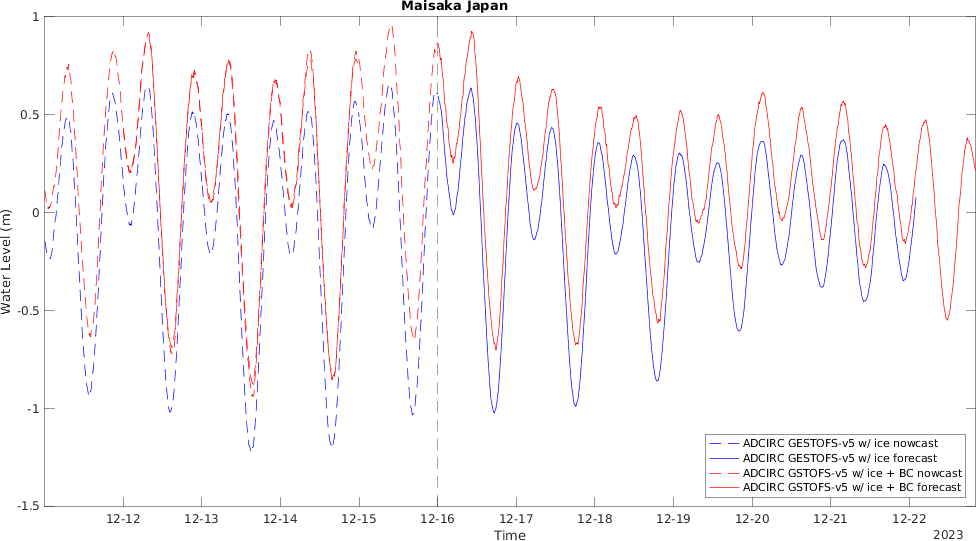 Maisaka Japan
1
0.5
0
-0.5
-1
-1.5
Water Level (m)
12-12 12-13 12-14 12-15 12-16 12-17 12-18 12-19 12-20 12-21 12-22
Time
2023
ADCIRC GESTOFS-v5 w/ ice nowcast
ADCIRC GESTOFS-v5 w/ ice forecast
ADCIRC GSTOFS-v5 w/ ice + BC nowcast
ADCIRC GSTOFS-v5 w/ ice + BC forecast